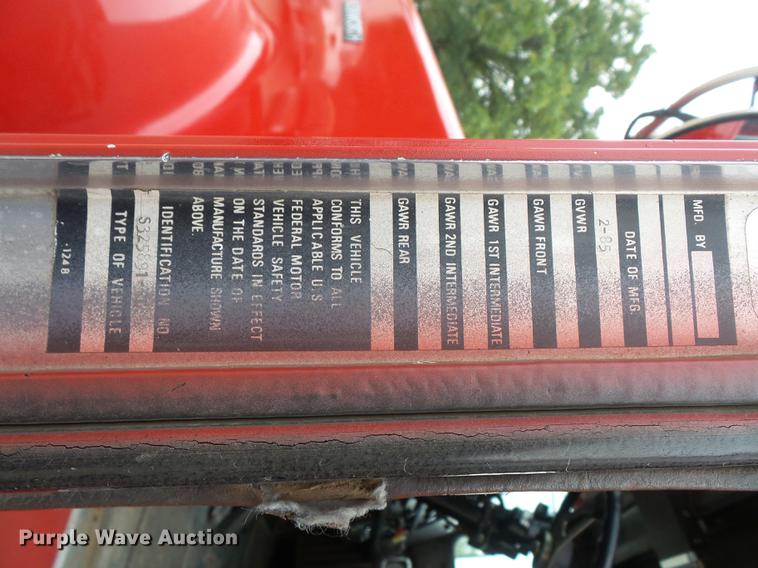 MFD. BY
DATE OF MFG.
2-85
GVWR
GAWR FRONT
GAWR 1ST INTERMEDIATE
GAWR 2ND INTERMEDIATE
GAWR REAR
THIS VEHICLE
CONFORMS TO ALL
APPLICABLE U.S
FEDERAL MOTOR
VEHICLE SAFETY
STANDARDS IN EFFECT
ON THE DATE OF
MANUFACTURE SHOWN
ABOVE.
IDENTIFICATION NO.
TYPE OF VEHICLE
Purple Wave Auction